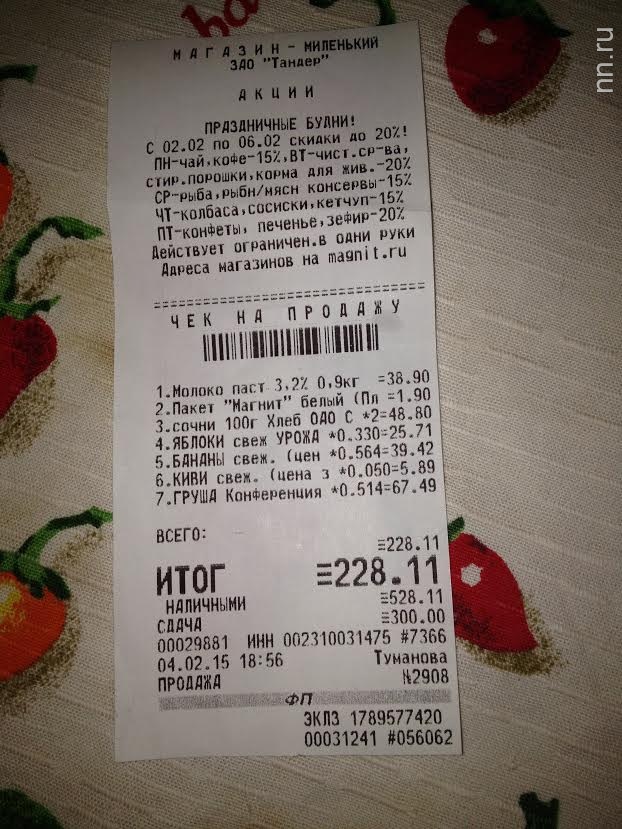 nn.ru
ba
МАГАЗИН - МИЛЕНЬКИЙ
ЗАО "Тандер"
АКЦИИ
ПРАЗДНИЧНЫЕ БУДНИ!
С 02.02 по 06.02 скидки до 20%!
ПН-чай,кофе-15%,ВТ-чист.ср-ва,
стир.порошки,корма для жив.-20%
СР-рыба,рыбн/мясн консервы-15%
ЧТ-колбаса,сосиски,кетчуп-15%
ПТ-конфеты, печенье,зефир-20%
Действует ограничен.в одни руки
Адреса магазинов на magnit.ru
================================
ЧЕК НА ПРОДАЖУ
1.Молоко паст 3,2% 0,9кг =38.90
2.Пакет "Магнит" белый (Пл =1.90
3.сочни 100г Хлеб ОАО С *2=48.80
4.ЯБЛОКИ свеж УРОЖА *0.330=25.71
5.БАНАНЫ свеж. (цен *0.564=39.42
6.КИВИ свеж. (цена з *0.050=5.89
7.ГРУША Конференция *0.514=67.49
ВСЕГО:
≡228.11
ИТОГ ≡228.11
НАЛИЧНЫМИ ≡528.11
СДАЧА ≡300.00
00029881 ИНН 002310031475 #7366
04.02.15 18:56 Туманова
ПРОДАЖА №2908
ФП
ЭКЛЗ 1789577420
00031241 #056062